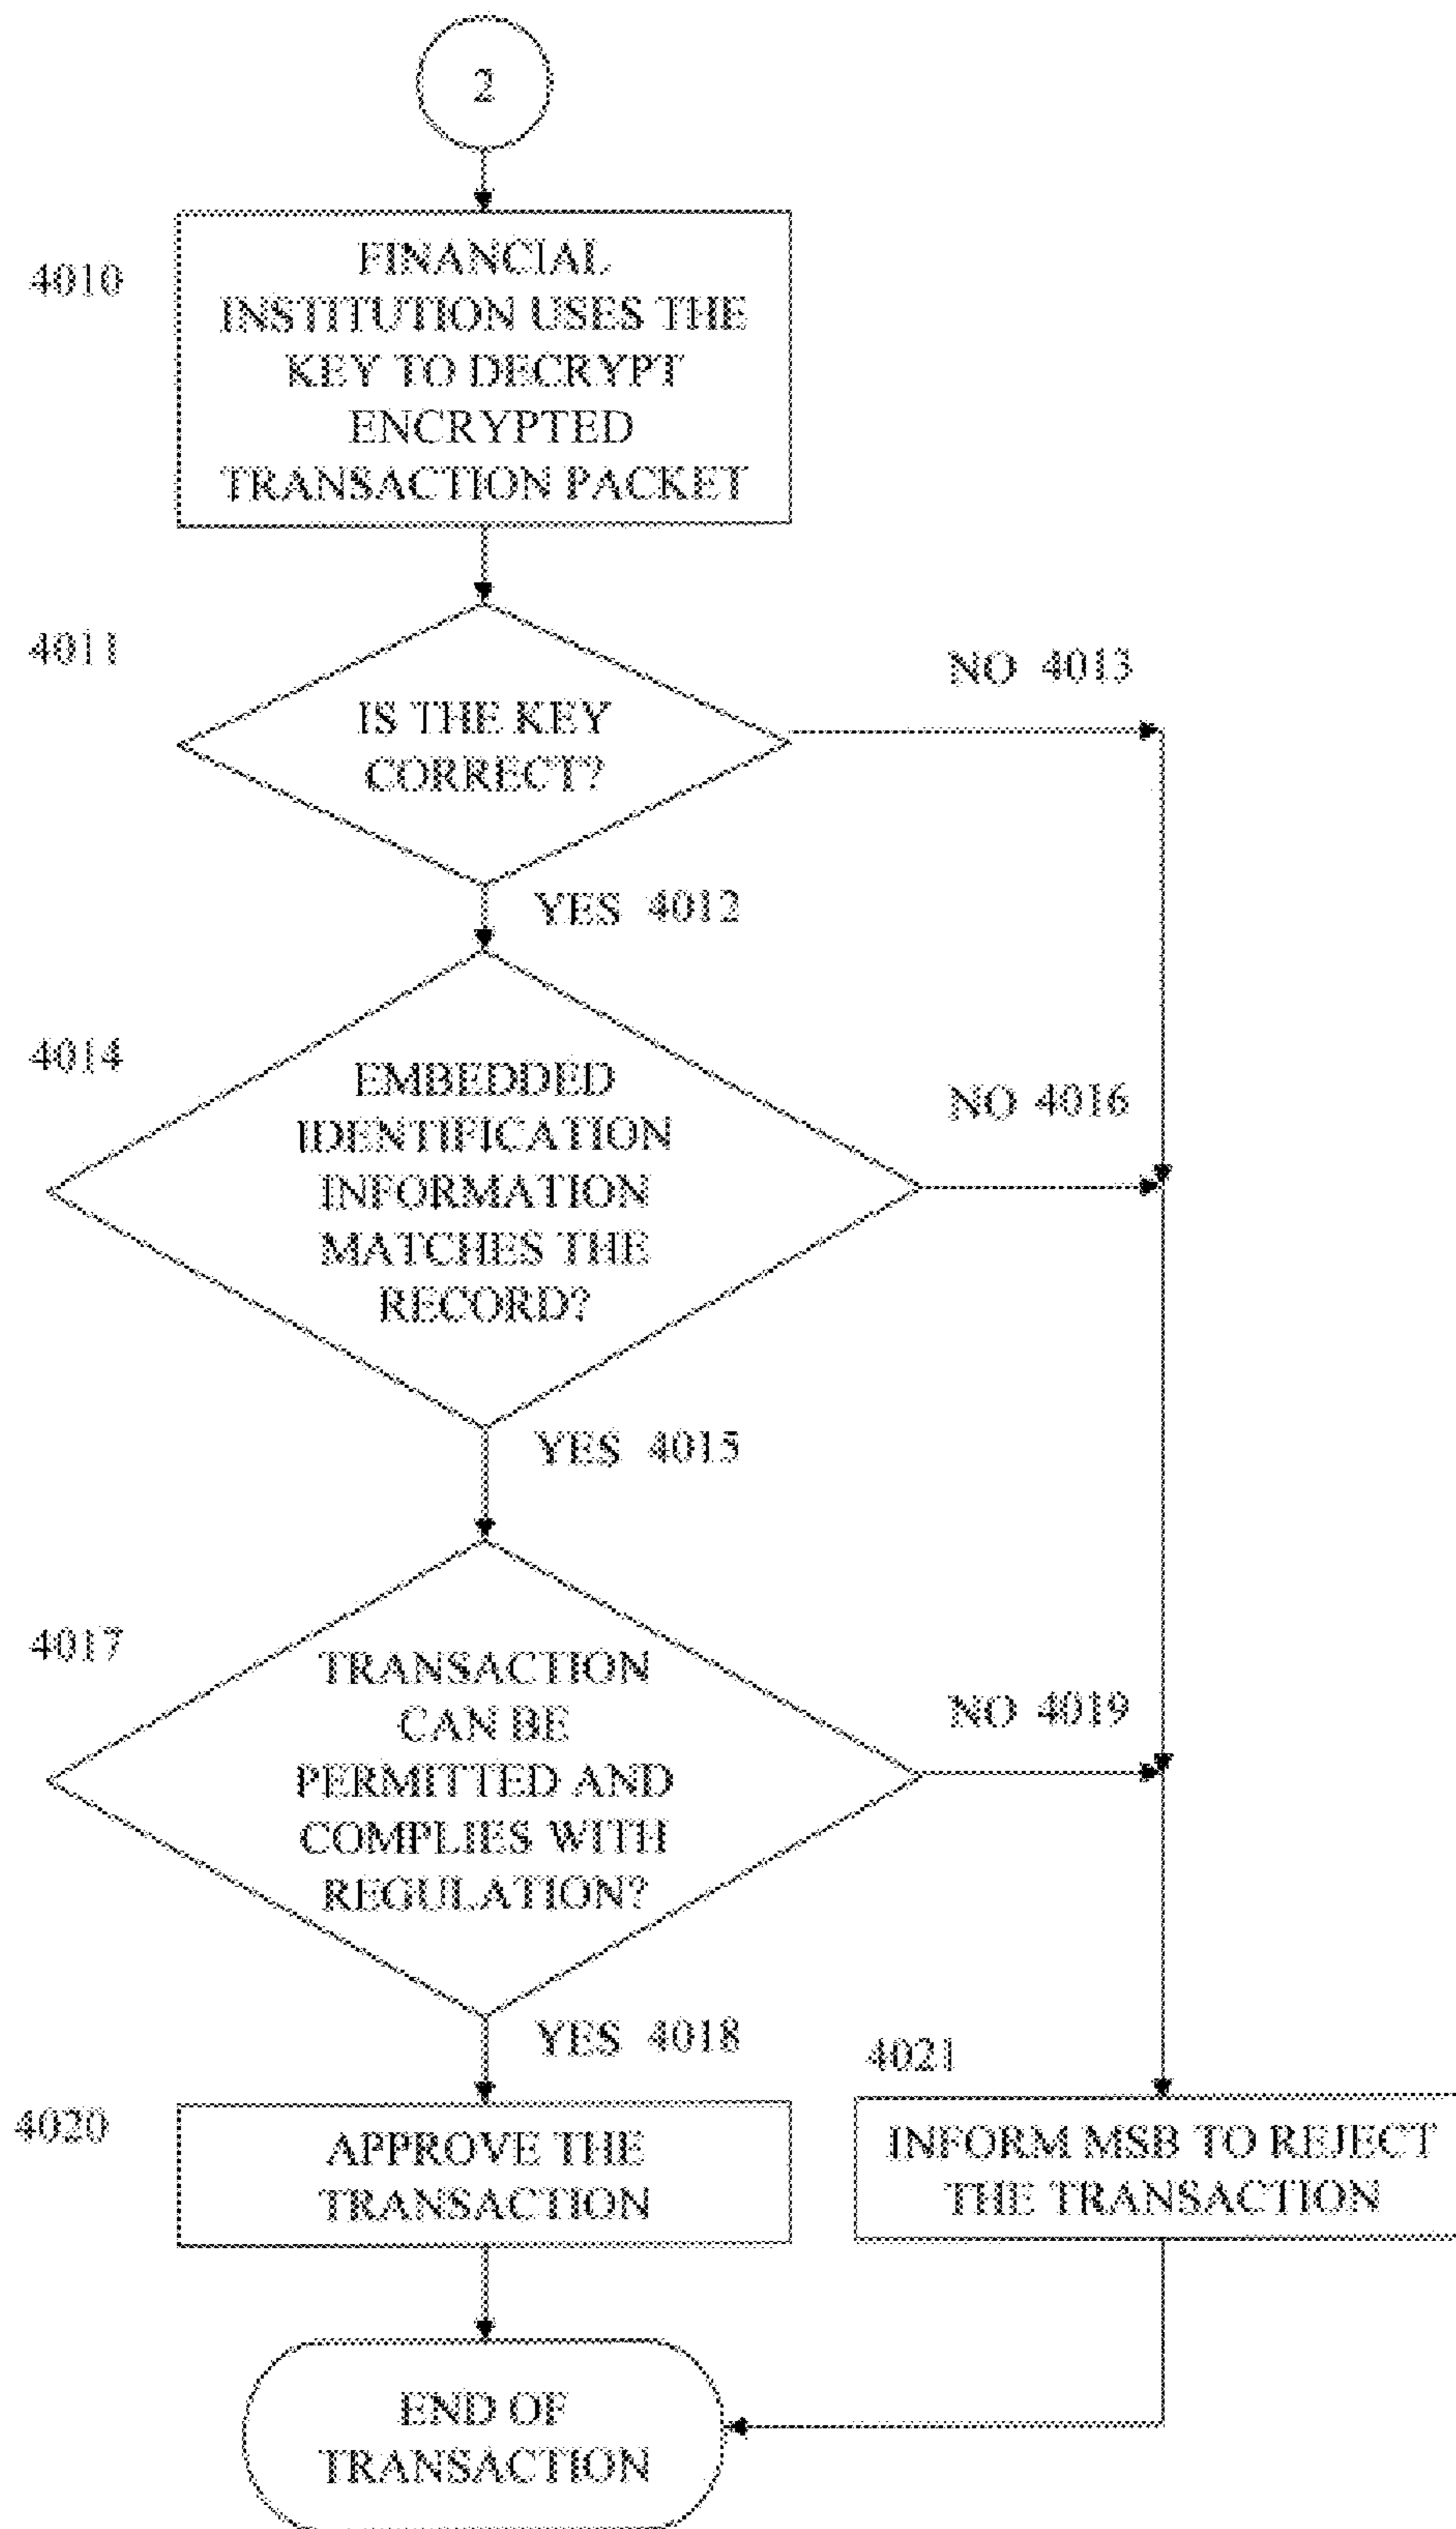 2
4010
FINANCIAL
INSTITUTION USES THE
KEY TO DECRYPT
ENCRYPTED
TRANSACTION PACKET
4011
IS THE KEY
CORRECT?
NO 4013
YES 4012
4014
EMBEDDED
IDENTIFICATION
INFORMATION
MATCHES THE
RECORD?
NO 4016
YES 4015
4017
TRANSACTION
CAN BE
PERMITTED AND
COMPLIES WITH
REGULATION?
NO 4019
YES 4018
4020
APPROVE THE
TRANSACTION
4021
INFORM MSB TO REJECT
THE TRANSACTION
END OF
TRANSACTION